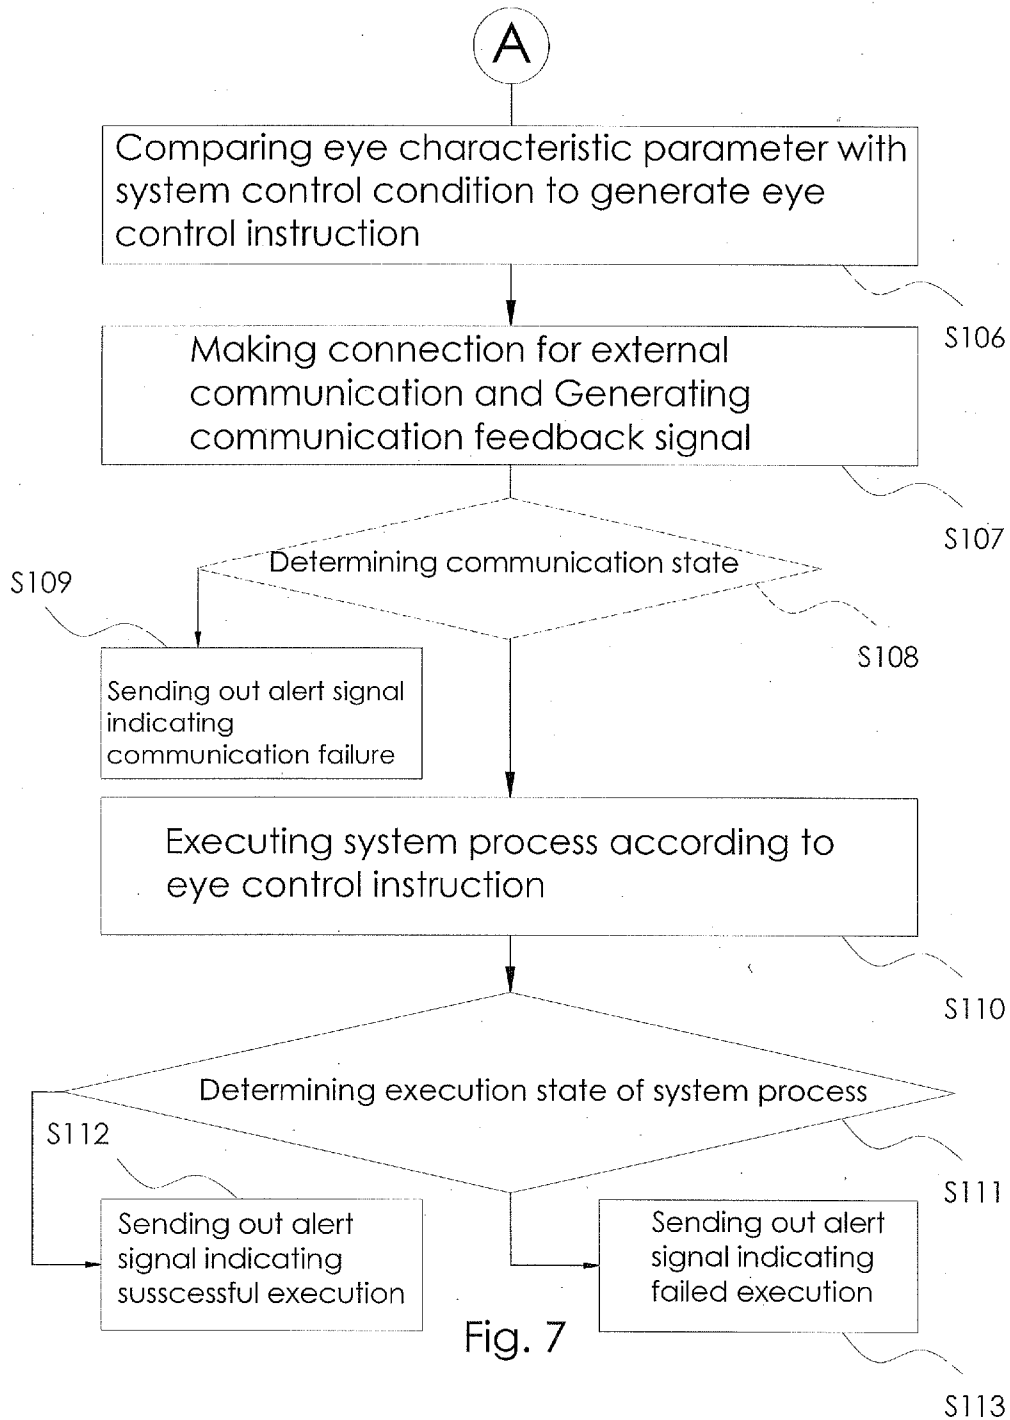 A
Comparing eye characteristic parameter with
system control condition to generate eye
control instruction
S106
Making connection for external
communication and Generating
communication feedback signal
S107
Determining communication state
S108
S109
Sending out alert signal
indicating
communication failure
Executing system process according to
eye control instruction
S110
Determining execution state of system process
S111
S112
Sending out alert
signal indicating
susscessful execution
Sending out alert
signal indicating
failed execution
S113
Fig. 7